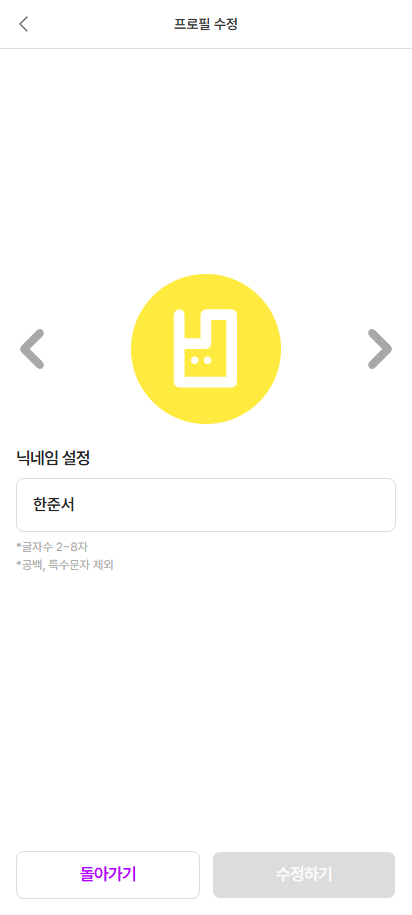 프로필 수정
닉네임 설정
한준서
*글자수 2~8자
*공백, 특수문자 제외
돌아가기
수정하기